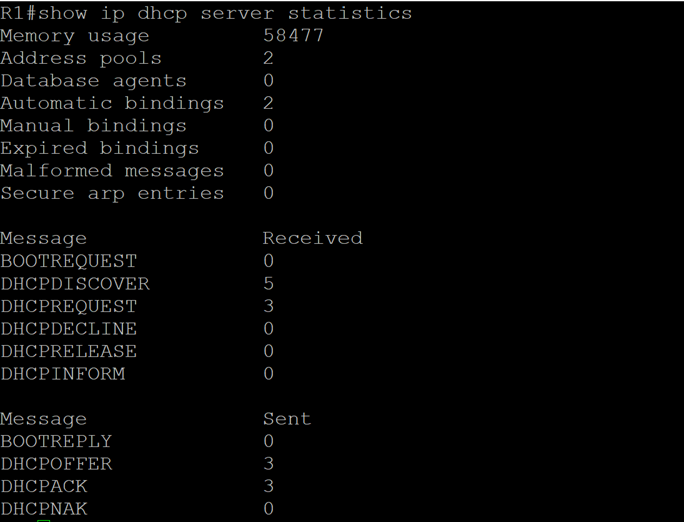 R1#show ip dhcp server statistics
Memory usage 58477
Address pools 2
Database agents 0
Automatic bindings 2
Manual bindings 0
Expired bindings 0
Malformed messages 0
Secure arp entries 0
Message Received
BOOTREQUEST 0
DHCPDISCOVER 5
DHCPREQUEST 3
DHCPDECLINE 0
DHCPRELEASE 0
DHCPINFORM 0
Message Sent
BOOTREPLY 0
DHCPOFFER 3
DHCPACK 3
DHCPNAK 0